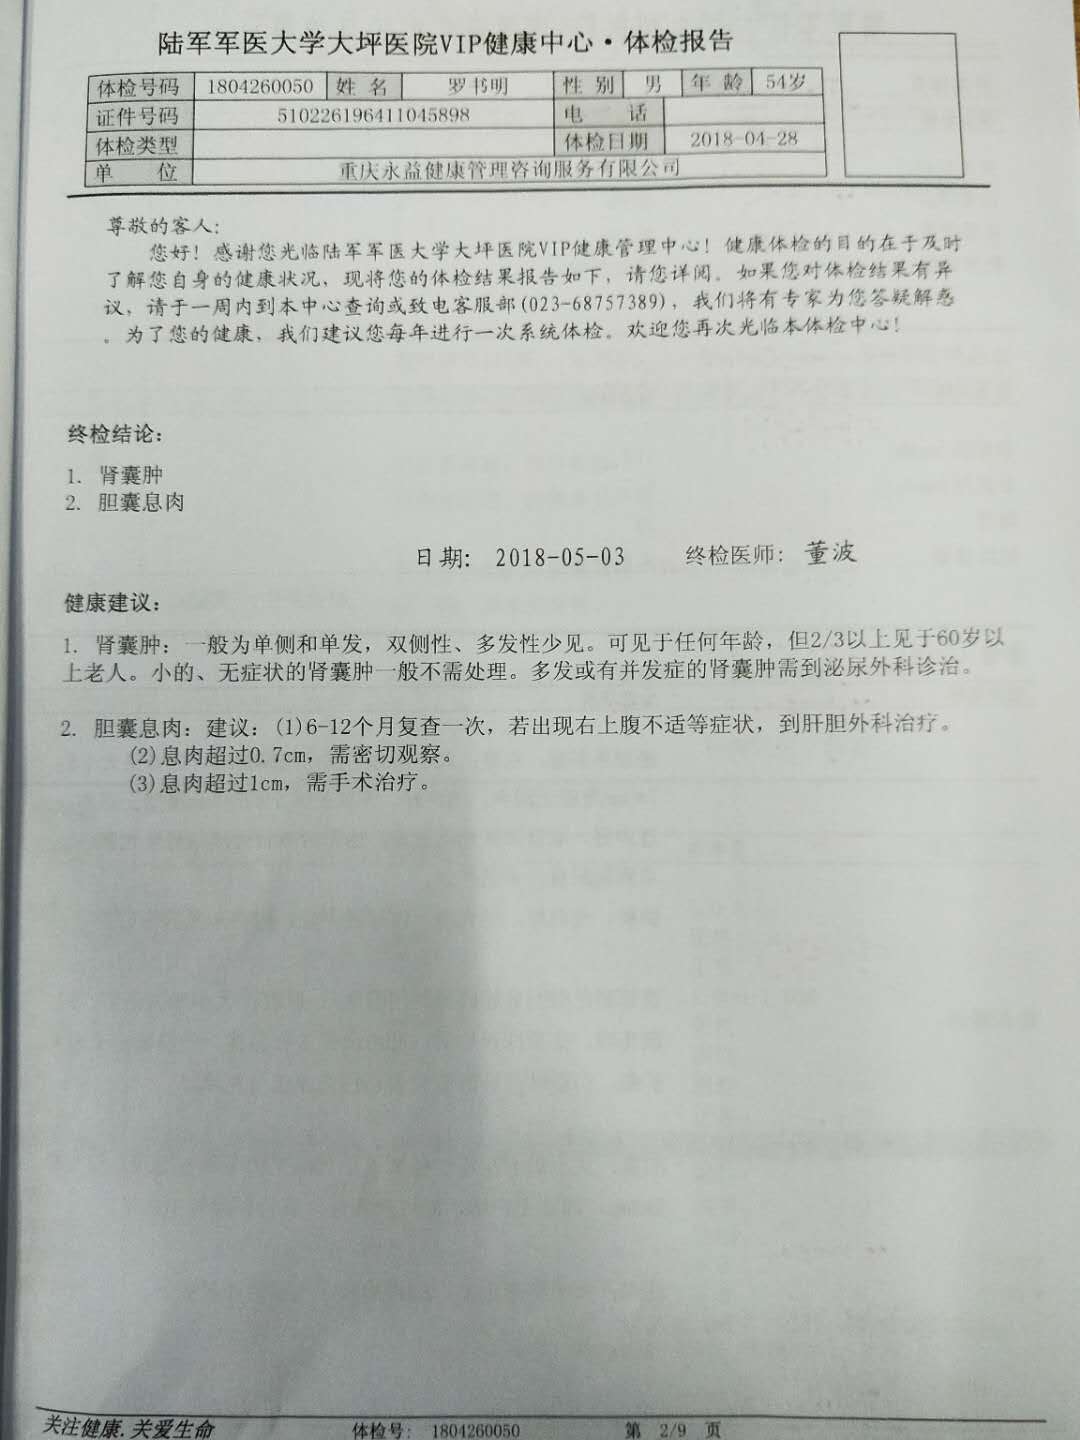 陆军军医大学大坪医院VIP健康中心·体检报告
体检号码 1804260050 姓 名 罗书明 性 别 男 年 龄 54岁
证件号码 510226196411045898 电 话
体检类型 体检日期 2018-04-28
单 位 重庆永益健康管理咨询服务有限公司
尊敬的客人:
您好！感谢您光临陆军军医大学大坪医院VIP健康管理中心！健康体检的目的在于及时
了解您自身的健康状况，现将您的体检结果报告如下，请您详阅。如果您对体检结果有异
议，请于一周内到本中心查询或致电客服部(023-68757389)，我们将有专家为您答疑解惑
。为了您的健康，我们建议您每年进行一次系统体检。欢迎您再次光临本体检中心！
终检结论：
1. 肾囊肿
2. 胆囊息肉
日期: 2018-05-03 终检医师: 董波
健康建议：
1. 肾囊肿：一般为单侧和单发，双侧性、多发性少见。可见于任何年龄，但2/3以上见于60岁以
上老人。小的、无症状的肾囊肿一般不需处理。多发或有并发症的肾囊肿需到泌尿外科诊治。
2. 胆囊息肉：建议：(1)6-12个月复查一次，若出现右上腹不适等症状，到肝胆外科治疗。
(2)息肉超过0.7cm，需密切观察。
(3)息肉超过1cm，需手术治疗。
关注健康.关爱生命 体检号: 1804260050 第 2/9 页